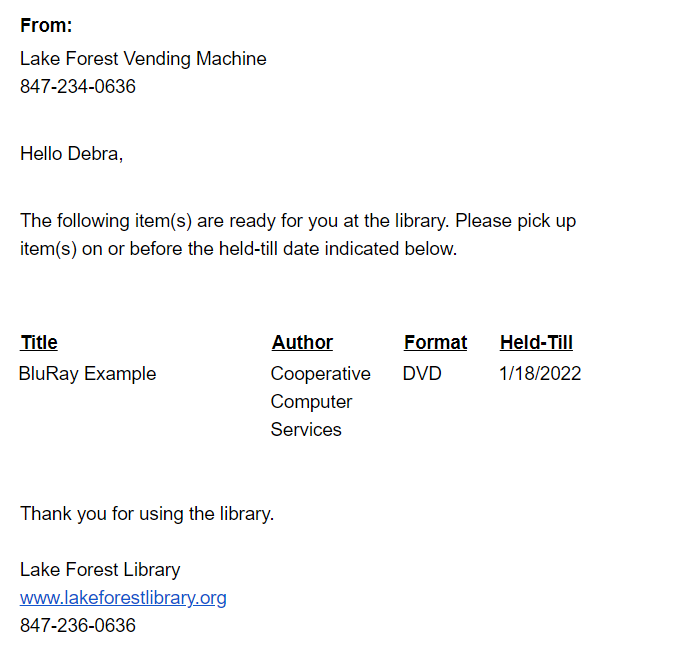 From:
Lake Forest Vending Machine
847-234-0636
Hello Debra,
The following item(s) are ready for you at the library. Please pick up
item(s) on or before the held-till date indicated below.
Title Author Format Held-Till
BluRay Example Cooperative DVD 1/18/2022
Computer
Services
Thank you for using the library.
Lake Forest Library
www.lakeforestlibrary.org
847-236-0636